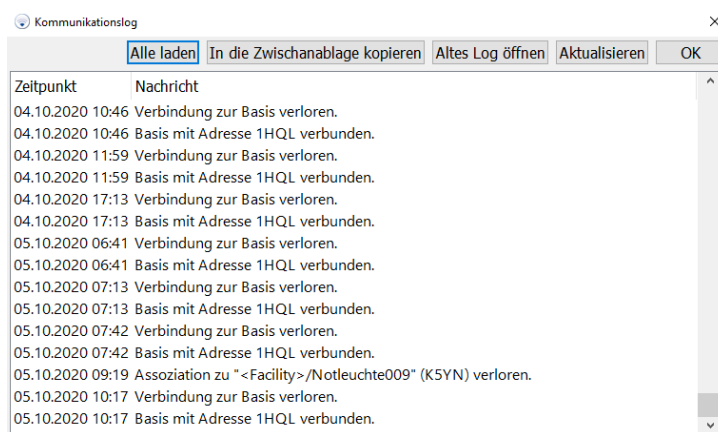 Kommunikationslog
Alle laden In die Zwischanablage kopieren Altes Log öffnen Aktualisieren OK
Zeitpunkt Nachricht
04.10.2020 10:46 Verbindung zur Basis verloren.
04.10.2020 10:46 Basis mit Adresse 1HQL verbunden.
04.10.2020 11:59 Verbindung zur Basis verloren.
04.10.2020 11:59 Basis mit Adresse 1HQL verbunden.
04.10.2020 17:13 Verbindung zur Basis verloren.
04.10.2020 17:13 Basis mit Adresse 1HQL verbunden.
05.10.2020 06:41 Verbindung zur Basis verloren.
05.10.2020 06:41 Basis mit Adresse 1HQL verbunden.
05.10.2020 07:13 Verbindung zur Basis verloren.
05.10.2020 07:13 Basis mit Adresse 1HQL verbunden.
05.10.2020 07:42 Verbindung zur Basis verloren.
05.10.2020 07:42 Basis mit Adresse 1HQL verbunden.
05.10.2020 09:19 Assoziation zu "<Facility>/Notleuchte009" (K5YN) verloren.
05.10.2020 10:17 Verbindung zur Basis verloren.
05.10.2020 10:17 Basis mit Adresse 1HQL verbunden.